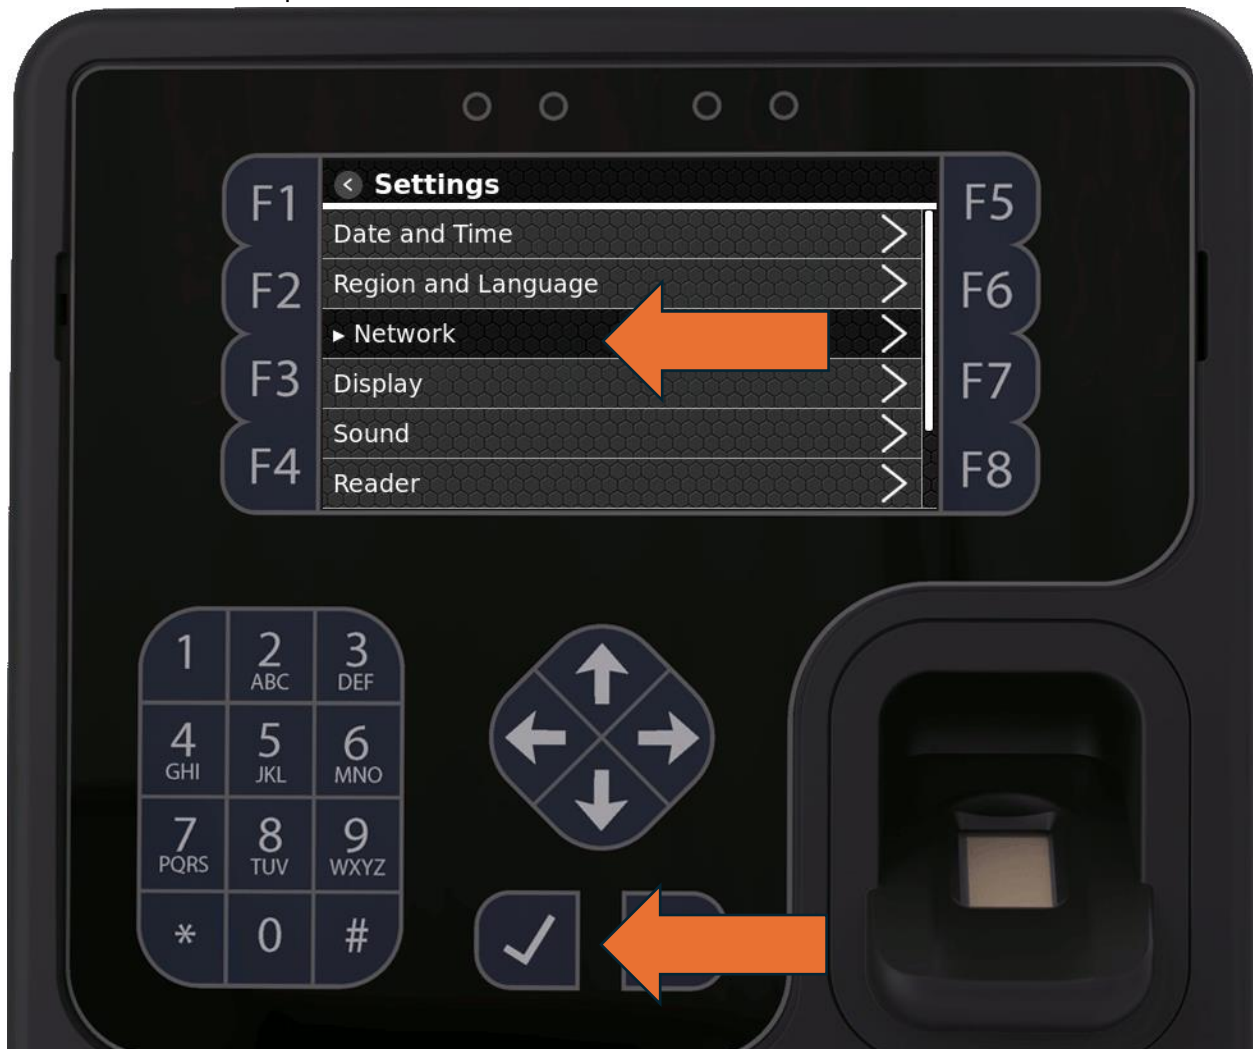 F1
F2
F3
F4
Settings
Date and Time
Region and Language
▸ Network
Display
Sound
Reader
F5
F6
F7
F8
1
2
ABC
3
DEF
4
GHI
5
JKL
6
MNO
7
PQRS
8
TUV
9
WXYZ
*
0
#